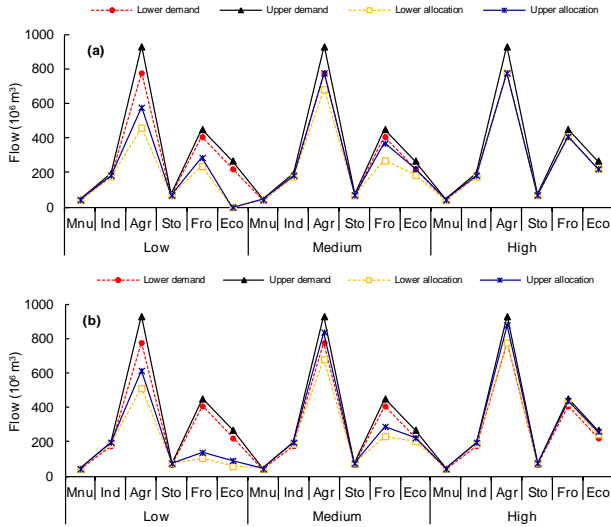 Lower demand Upper demand Lower allocation Upper allocation
(a)
1000
800
600
400
200
0
Flow (10⁶ m³)
Mnu Ind Agr Sto Fro Eco Mnu Ind Agr Sto Fro Eco Mnu Ind Agr Sto Fro Eco
Low Medium High
Lower demand Upper demand Lower allocation Upper allocation
(b)
1000
800
600
400
200
0
Flow (10⁶ m³)
Mnu Ind Agr Sto Fro Eco Mnu Ind Agr Sto Fro Eco Mnu Ind Agr Sto Fro Eco
Low Medium High